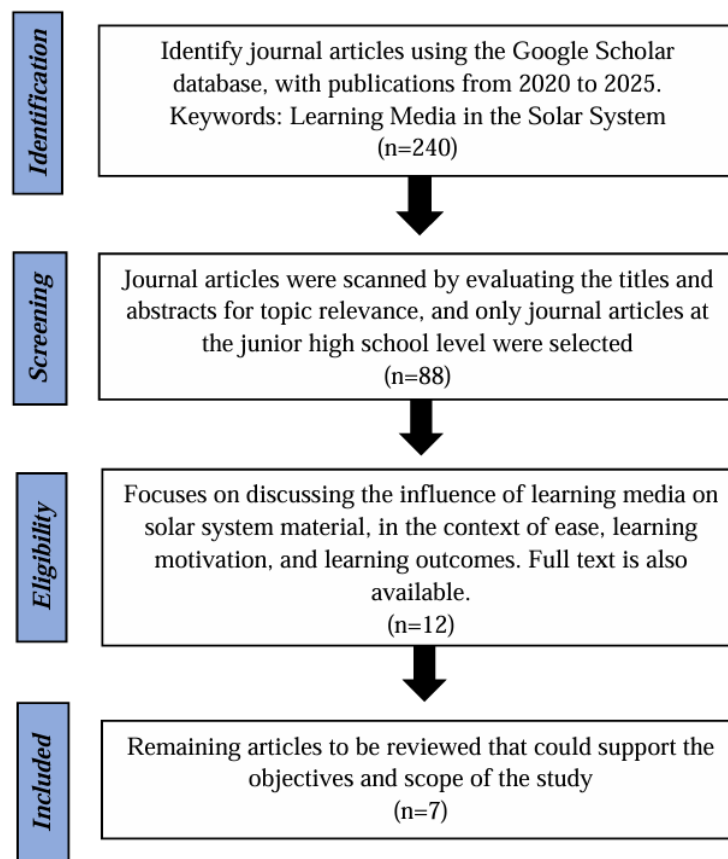 Identification
Identify journal articles using the Google Scholar
database, with publications from 2020 to 2025.
Keywords: Learning Media in the Solar System
(n=240)
Screening
Journal articles were scanned by evaluating the titles and
abstracts for topic relevance, and only journal articles at
the junior high school level were selected
(n=88)
Eligibility
Focuses on discussing the influence of learning media on
solar system material, in the context of ease, learning
motivation, and learning outcomes. Full text is also
available.
(n=12)
Included
Remaining articles to be reviewed that could support the
objectives and scope of the study
(n=7)